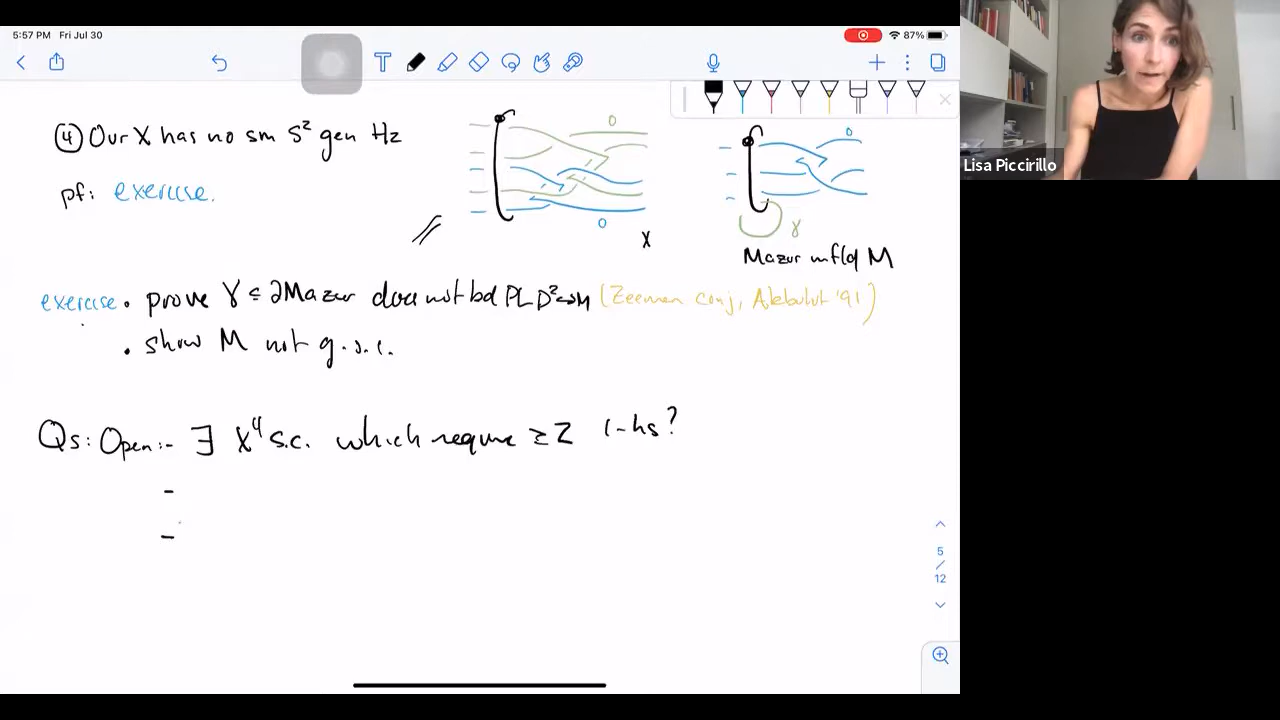 5:57 PM Fri Jul 30
87%
④ Our X has no sm S² gen H₂
pf: exercise.
0
0
X
0
γ
Mazur mfld M
Lisa Piccirillo
exercise • prove γ ⊆ ∂Mazur does not bd PL D² ↪ M (Zeeman conj, Akbulut '91)
• show M not g.s.c.
Qs: Open: - ∃ X⁴ s.c. which require ≥2 1-hs?
-
-
5
/
12